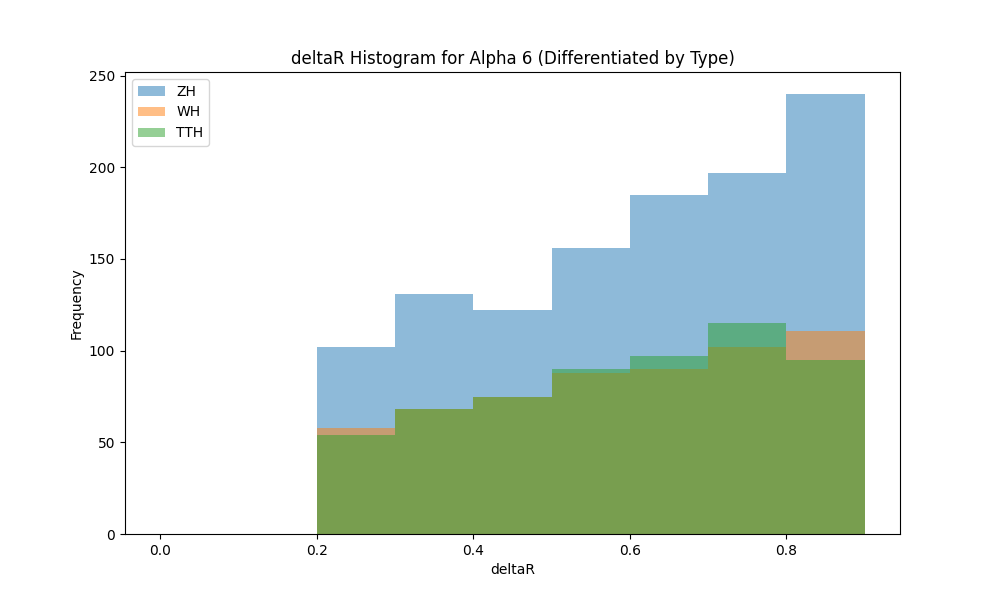 deltaR Histogram for Alpha 6 (Differentiated by Type)
ZH
WH
TTH
250
200
150
100
50
0
Frequency
0.0 0.2 0.4 0.6 0.8
deltaR